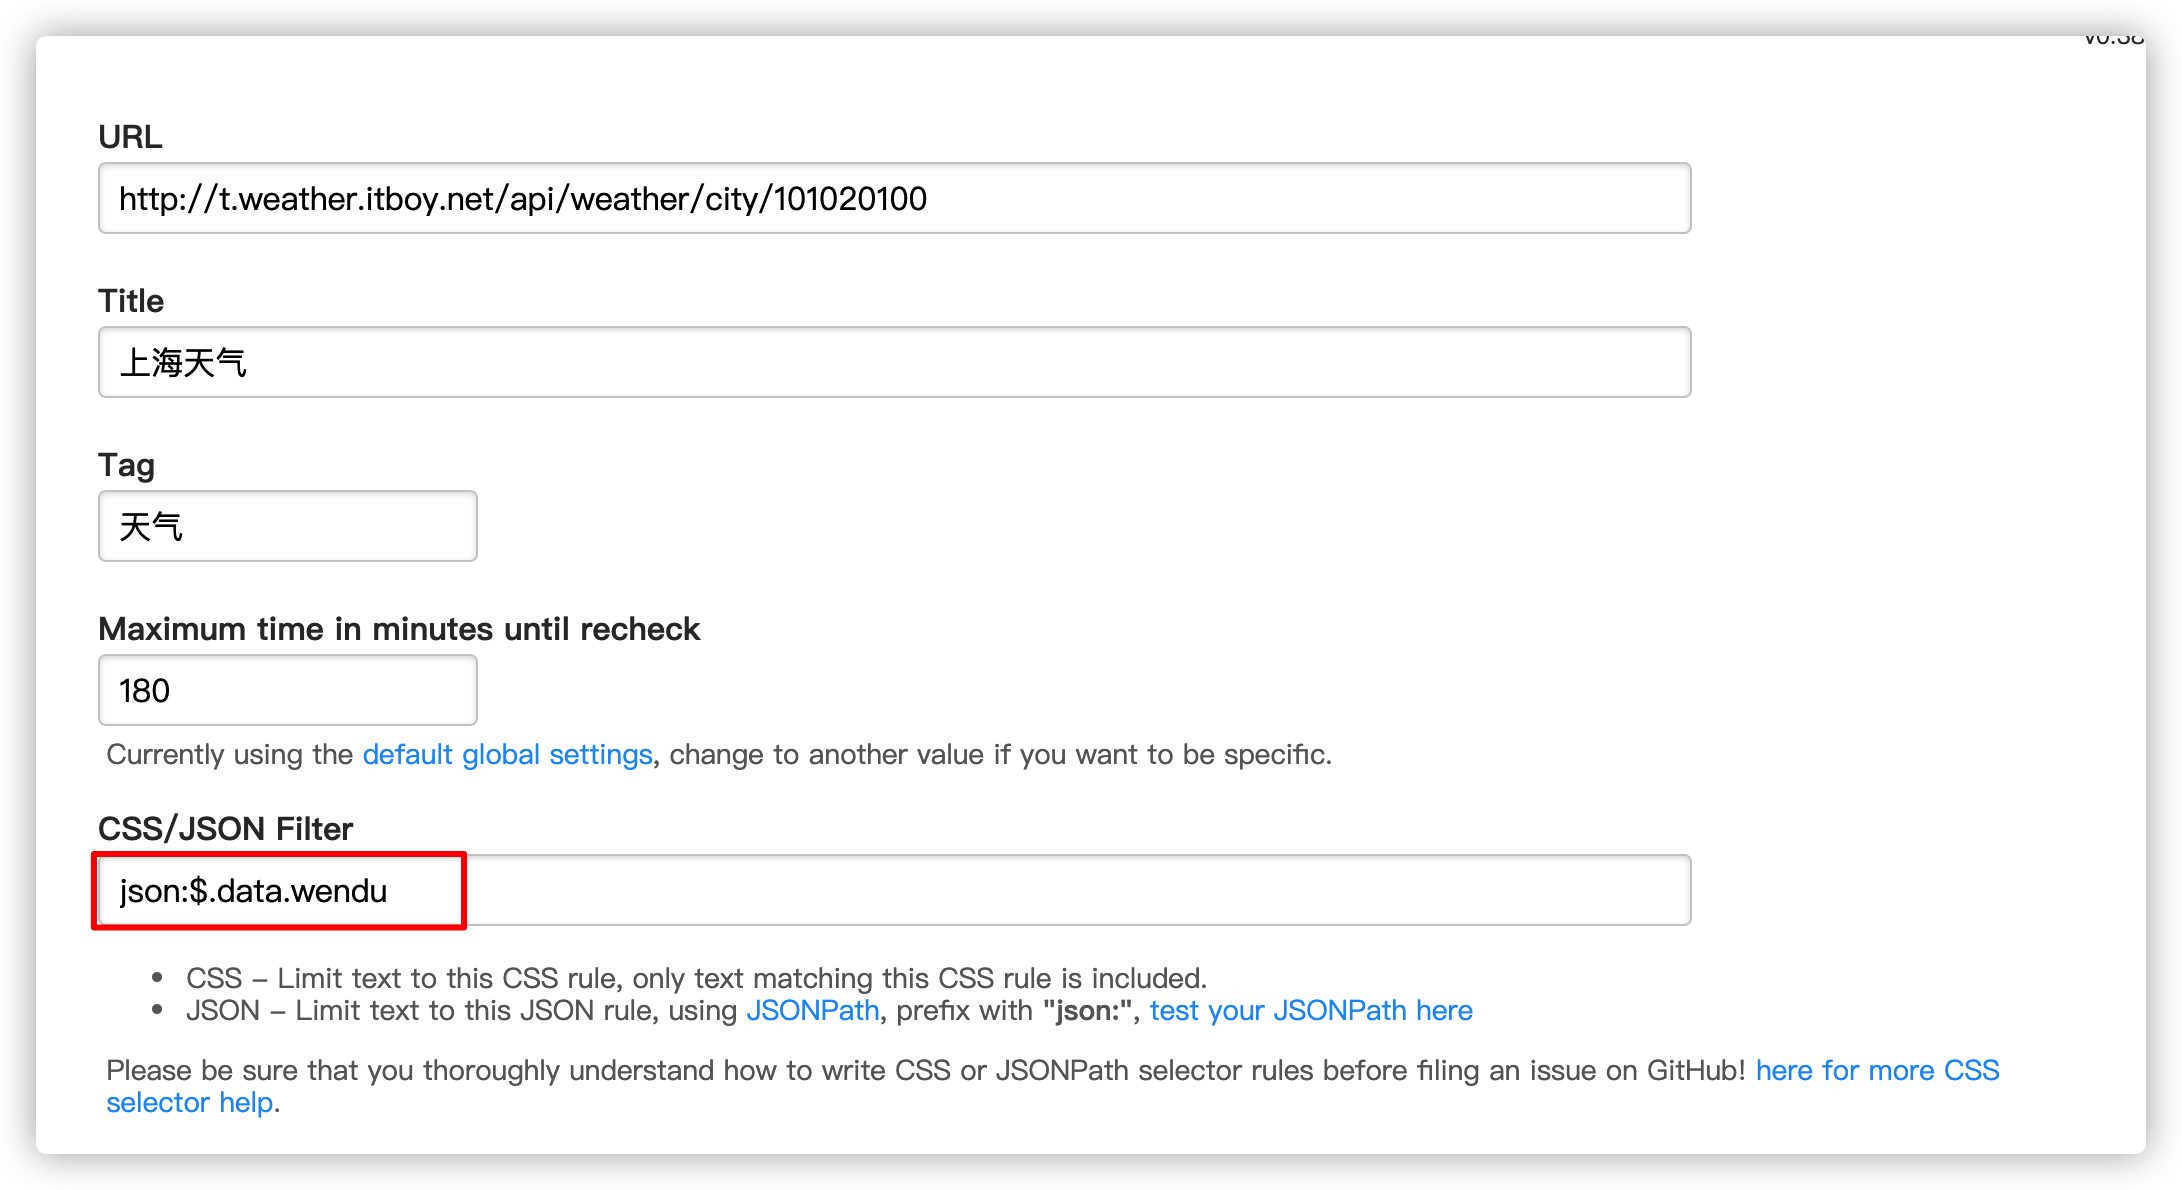 URL
http://t.weather.itboy.net/api/weather/city/101020100
Title
上海天气
Tag
天气
Maximum time in minutes until recheck
180
Currently using the default global settings, change to another value if you want to be specific.
CSS/JSON Filter
json:$.data.wendu
• CSS – Limit text to this CSS rule, only text matching this CSS rule is included.
• JSON – Limit text to this JSON rule, using JSONPath, prefix with "json:", test your JSONPath here
Please be sure that you thoroughly understand how to write CSS or JSONPath selector rules before filing an issue on GitHub! here for more CSS
selector help.